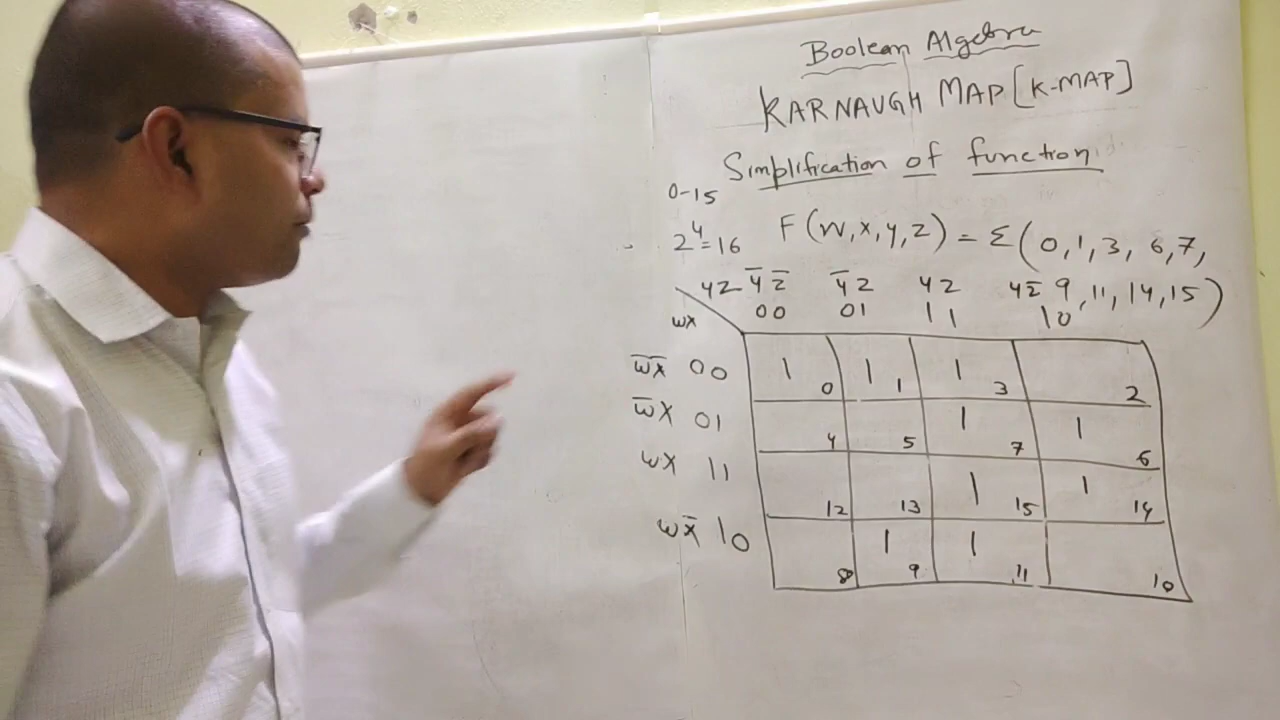 Boolean Algebra
KARNAUGH MAP [K-MAP]
Simplification of function
0-15
2⁴=16 F(W,x,y,z) = Σ(0,1,3, 6,7,
9,11,14,15)
yz y̅z̅ y̅z yz yz̅
wx 00 01 11 10
w̅x̅ 00 1 0 1 1 1 3 2
w̅x 01 4 5 1 7 1 6
wx 11 12 13 1 15 1 14
wx̅ 10 8 1 9 1 11 10